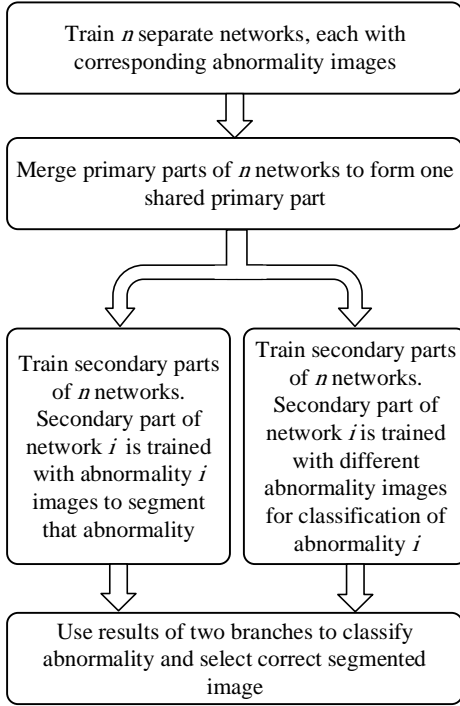 Train n separate networks, each with
corresponding abnormality images
Merge primary parts of n networks to form one
shared primary part
Train secondary parts
of n networks.
Secondary part of
network i is trained
with abnormality i
images to segment
that abnormality
Train secondary parts
of n networks.
Secondary part of
network i is trained
with different
abnormality images
for classification of
abnormality i
Use results of two branches to classify
abnormality and select correct segmented
image